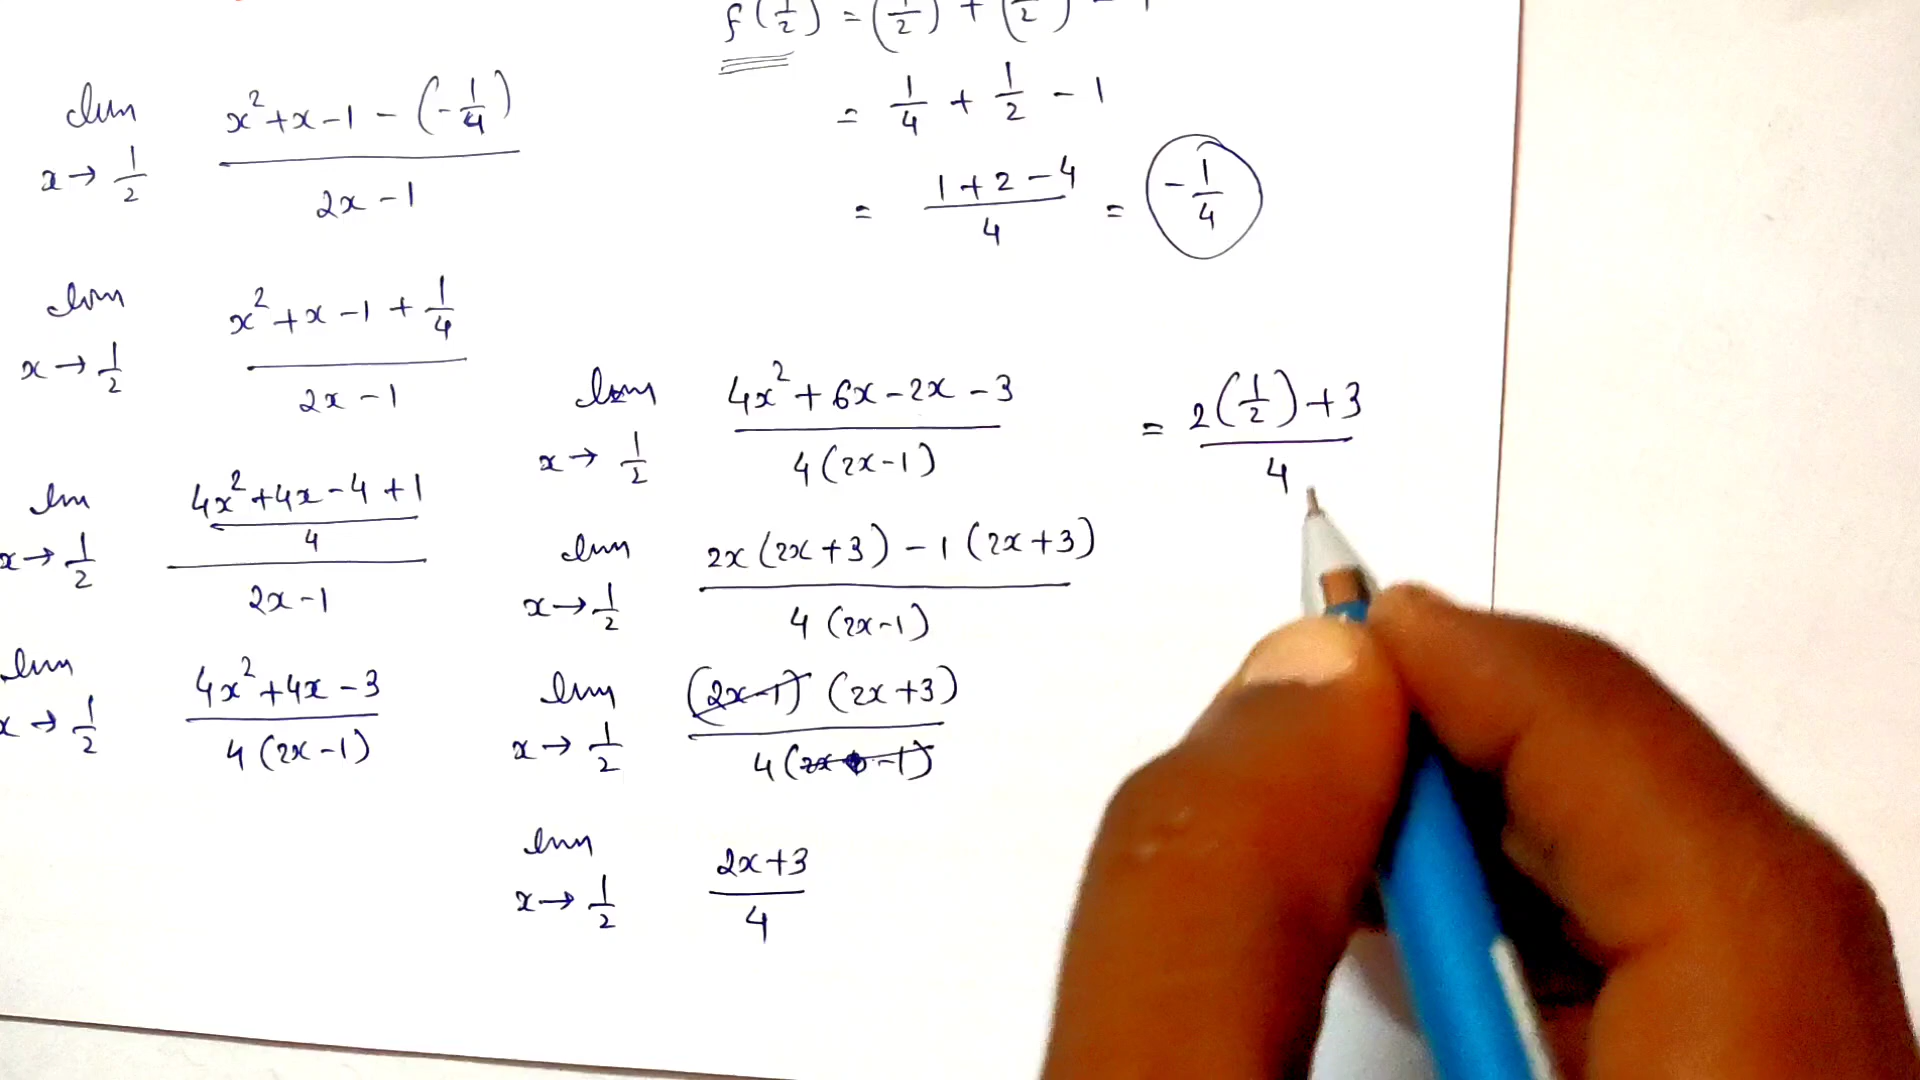 f(1/2) = (1/2) + (1/2) - 1
= 1/4 + 1/2 - 1
= (1+2-4)/4 = -1/4
lim x→1/2 (x²+x-1-(-1/4))/(2x-1)
lim x→1/2 (x²+x-1+1/4)/(2x-1)
lim x→1/2 ((4x²+4x-4+1)/4)/(2x-1)
lim x→1/2 (4x²+4x-3)/(4(2x-1))
lim x→1/2 (4x²+6x-2x-3)/(4(2x-1))
lim x→1/2 (2x(2x+3)-1(2x+3))/(4(2x-1))
lim x→1/2 ((2x-1)(2x+3))/(4(2x-1))
lim x→1/2 (2x+3)/4
= (2(1/2)+3)/4